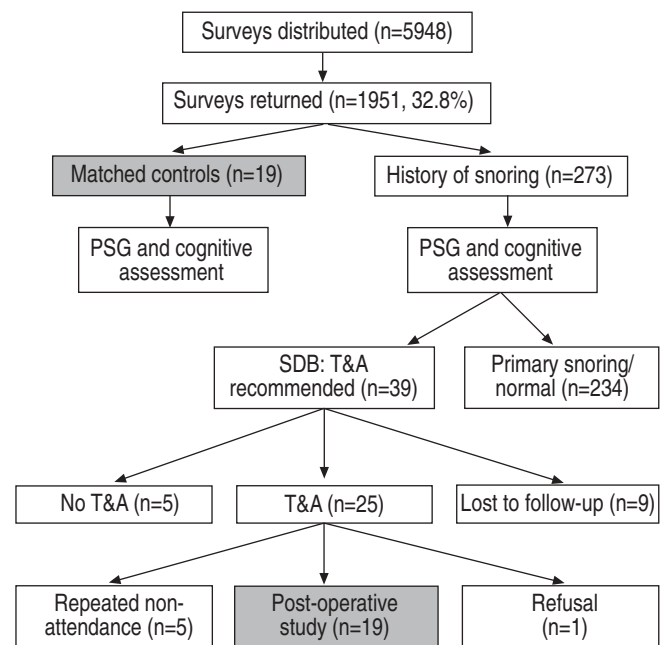 Surveys distributed (n=5948)
Surveys returned (n=1951, 32.8%)
Matched controls (n=19)
History of snoring (n=273)
PSG and cognitive
assessment
PSG and cognitive
assessment
SDB: T&A
recommended (n=39)
Primary snoring/
normal (n=234)
No T&A (n=5)
T&A (n=25)
Lost to follow-up (n=9)
Repeated non-
attendance (n=5)
Post-operative
study (n=19)
Refusal
(n=1)